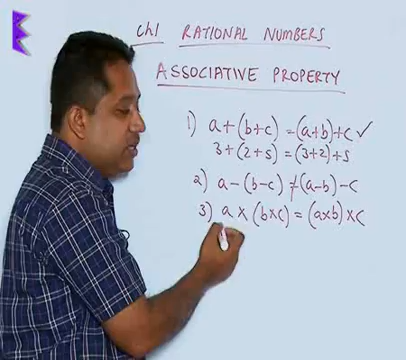 Ch1 RATIONAL NUMBERS
ASSOCIATIVE PROPERTY
1) a+(b+c) =(a+b)+c ✓
3+(2+5) =(3+2)+5
2) a-(b-c) ≠(a-b)-c
3) a×(b×c) =(a×b)×c